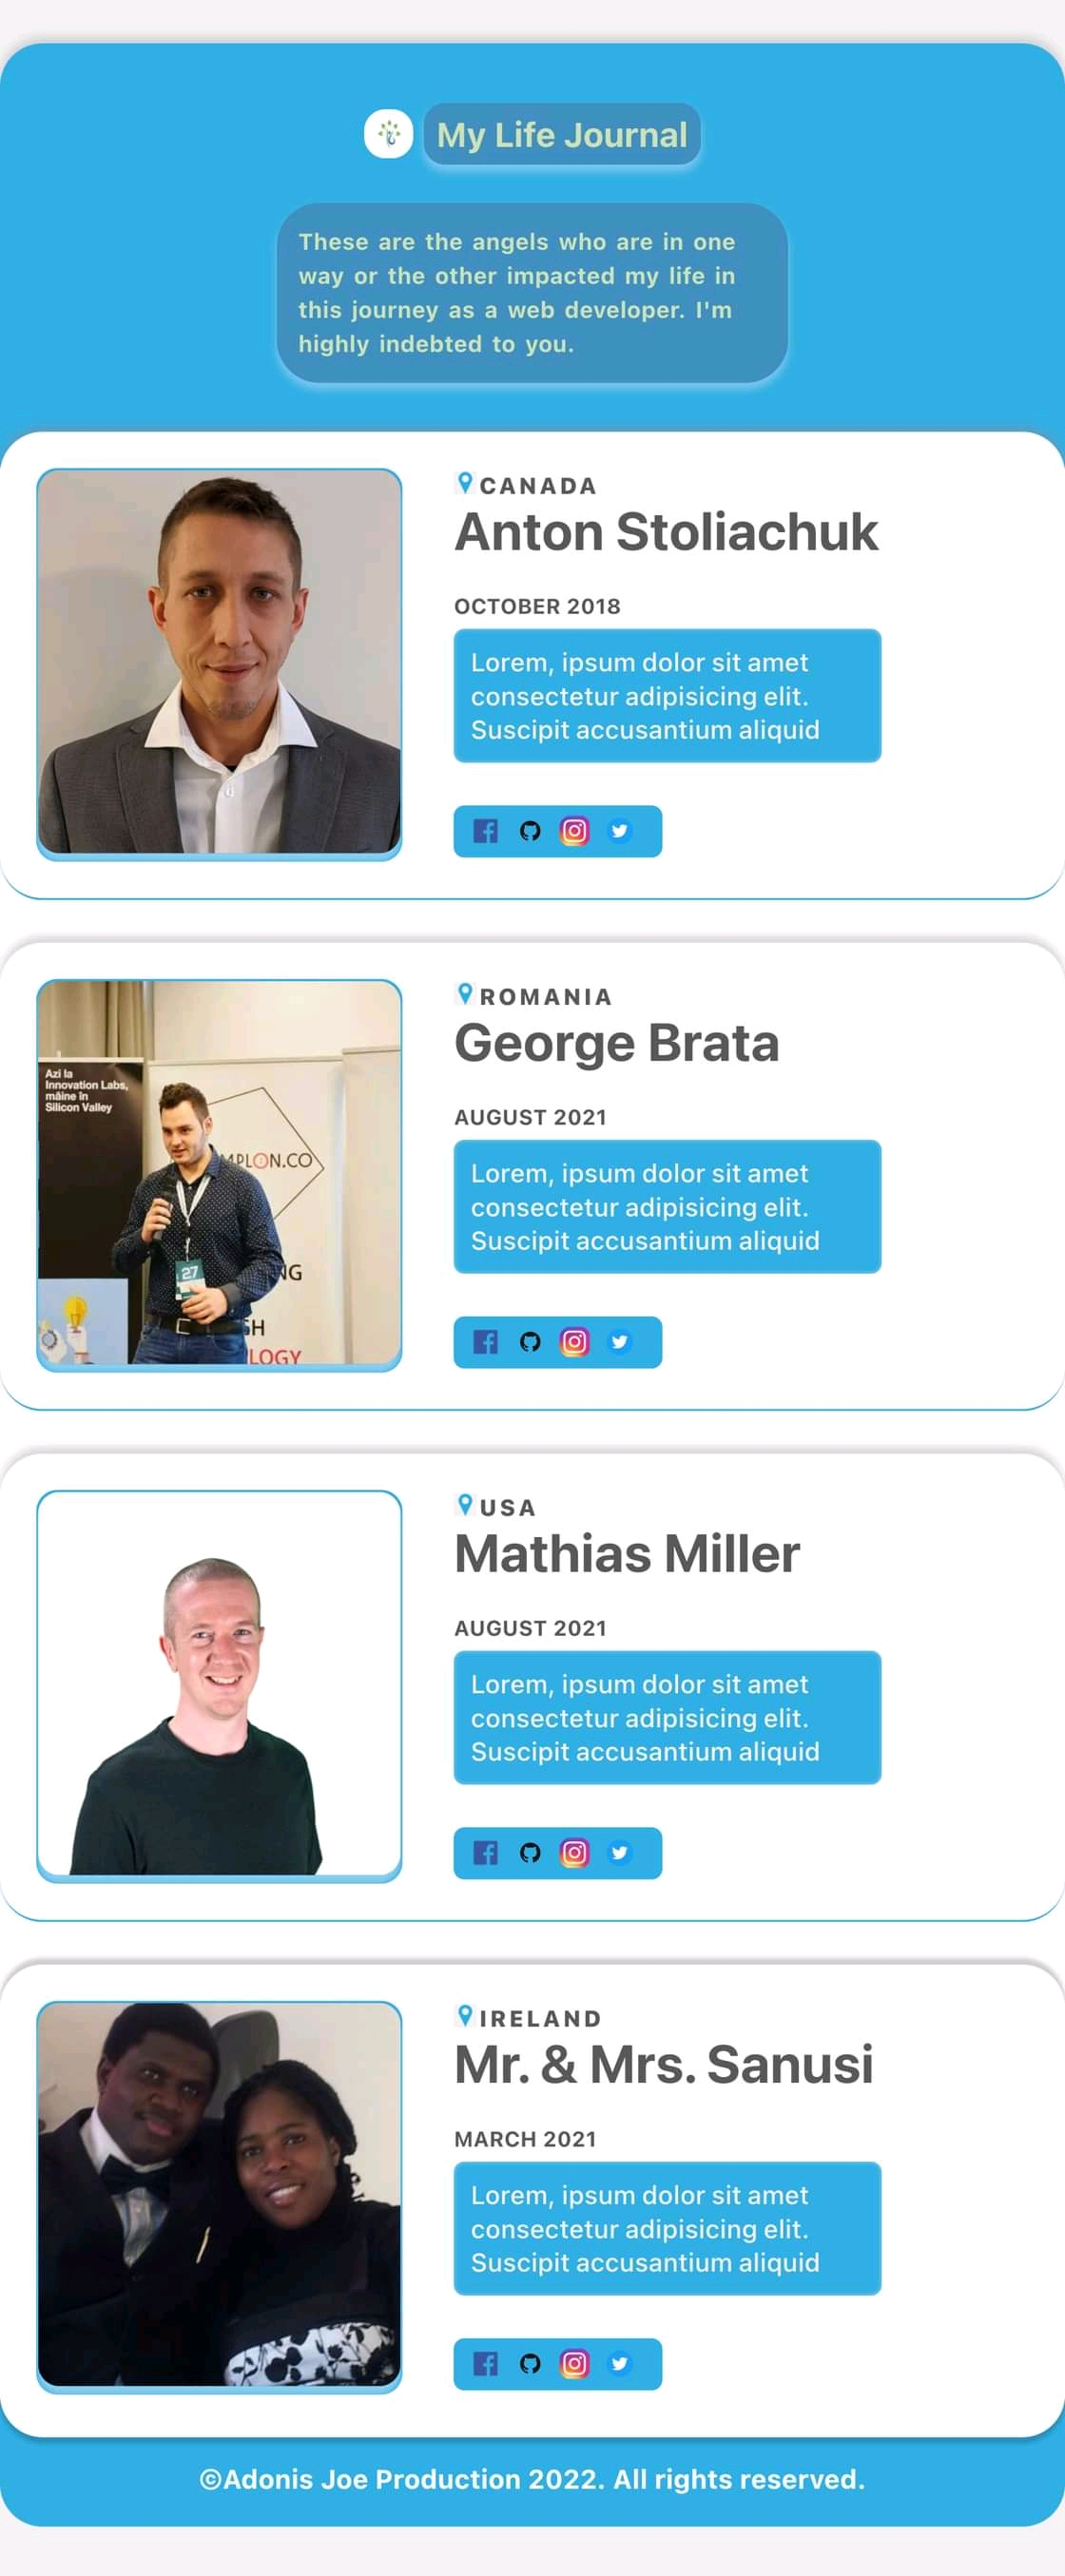 My Life Journal
These are the angels who are in one
way or the other impacted my life in
this journey as a web developer. I'm
highly indebted to you.
CANADA
Anton Stoliachuk
OCTOBER 2018
Lorem, ipsum dolor sit amet
consectetur adipisicing elit.
Suscipit accusantium aliquid
Azi la
Innovation Labs,
mâine în
Silicon Valley
MPLON.CO
27
NG
SH
LOGY
ROMANIA
George Brata
AUGUST 2021
Lorem, ipsum dolor sit amet
consectetur adipisicing elit.
Suscipit accusantium aliquid
USA
Mathias Miller
AUGUST 2021
Lorem, ipsum dolor sit amet
consectetur adipisicing elit.
Suscipit accusantium aliquid
IRELAND
Mr. & Mrs. Sanusi
MARCH 2021
Lorem, ipsum dolor sit amet
consectetur adipisicing elit.
Suscipit accusantium aliquid
©Adonis Joe Production 2022. All rights reserved.